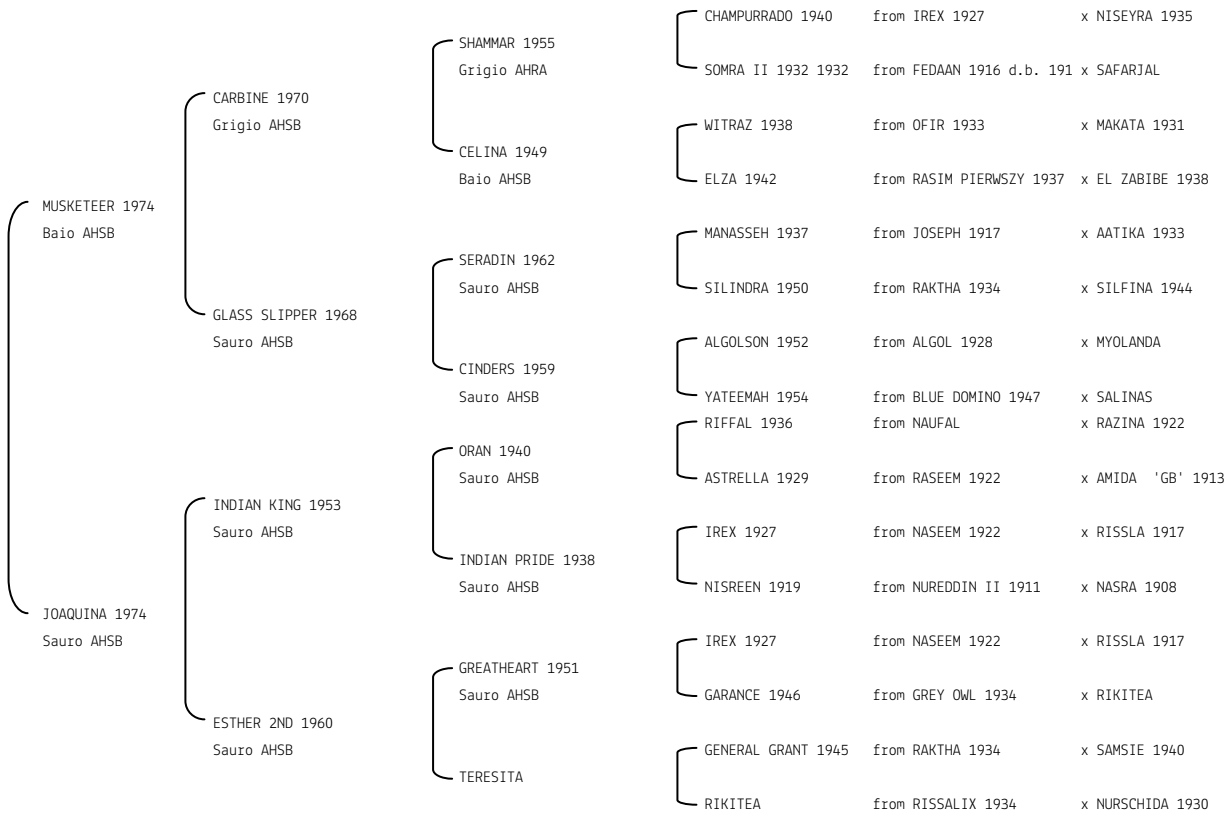 CHAMPURRADO 1940 from IREX 1927 x NISEYRA 1935
SHAMMAR 1955
Grigio AHRA
SOMRA II 1932 1932 from FEDAAN 1916 d.b. 191 x SAFARJAL
CARBINE 1970
Grigio AHSB
WITRAZ 1938 from OFIR 1933 x MAKATA 1931
CELINA 1949
Baio AHSB
ELZA 1942 from RASIM PIERWSZY 1937 x EL ZABIBE 1938
MUSKETEER 1974
Baio AHSB
MANASSEH 1937 from JOSEPH 1917 x AATIKA 1933
SERADIN 1962
Sauro AHSB
SILINDRA 1950 from RAKTHA 1934 x SILFINA 1944
GLASS SLIPPER 1968
Sauro AHSB
ALGOLSON 1952 from ALGOL 1928 x MYOLANDA
CINDERS 1959
Sauro AHSB
YATEEMAH 1954 from BLUE DOMINO 1947 x SALINAS
RIFFAL 1936 from NAUFAL x RAZINA 1922
ORAN 1940
Sauro AHSB
ASTRELLA 1929 from RASEEM 1922 x AMIDA 'GB' 1913
INDIAN KING 1953
Sauro AHSB
IREX 1927 from NASEEM 1922 x RISSLA 1917
INDIAN PRIDE 1938
Sauro AHSB
NISREEN 1919 from NUREDDIN II 1911 x NASRA 1908
JOAQUINA 1974
Sauro AHSB
IREX 1927 from NASEEM 1922 x RISSLA 1917
GREATHEART 1951
Sauro AHSB
GARANCE 1946 from GREY OWL 1934 x RIKITEA
ESTHER 2ND 1960
Sauro AHSB
GENERAL GRANT 1945 from RAKTHA 1934 x SAMSIE 1940
TERESITA
RIKITEA from RISSALIX 1934 x NURSCHIDA 1930